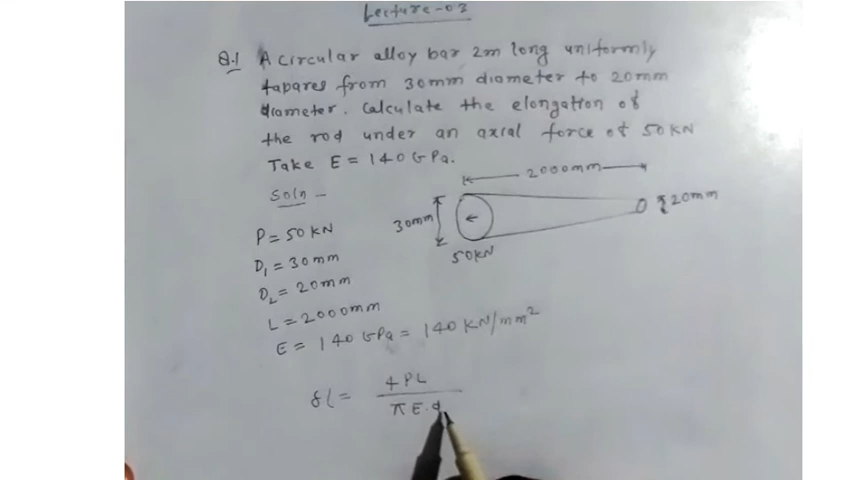 Lecture-03
Q.1 A circular alloy bar 2m long uniformly
tapares from 30mm diameter to 20mm
diameter. Calculate the elongation of
the rod under an axial force of 50KN
Take E = 140 GPa.
Soln -
2000mm
30mm
20mm
50KN
P = 50 KN
D₁ = 30mm
D₂ = 20mm
L = 2000mm
E = 140 GPa = 140 KN/mm²
δl = 4PL
πE.d